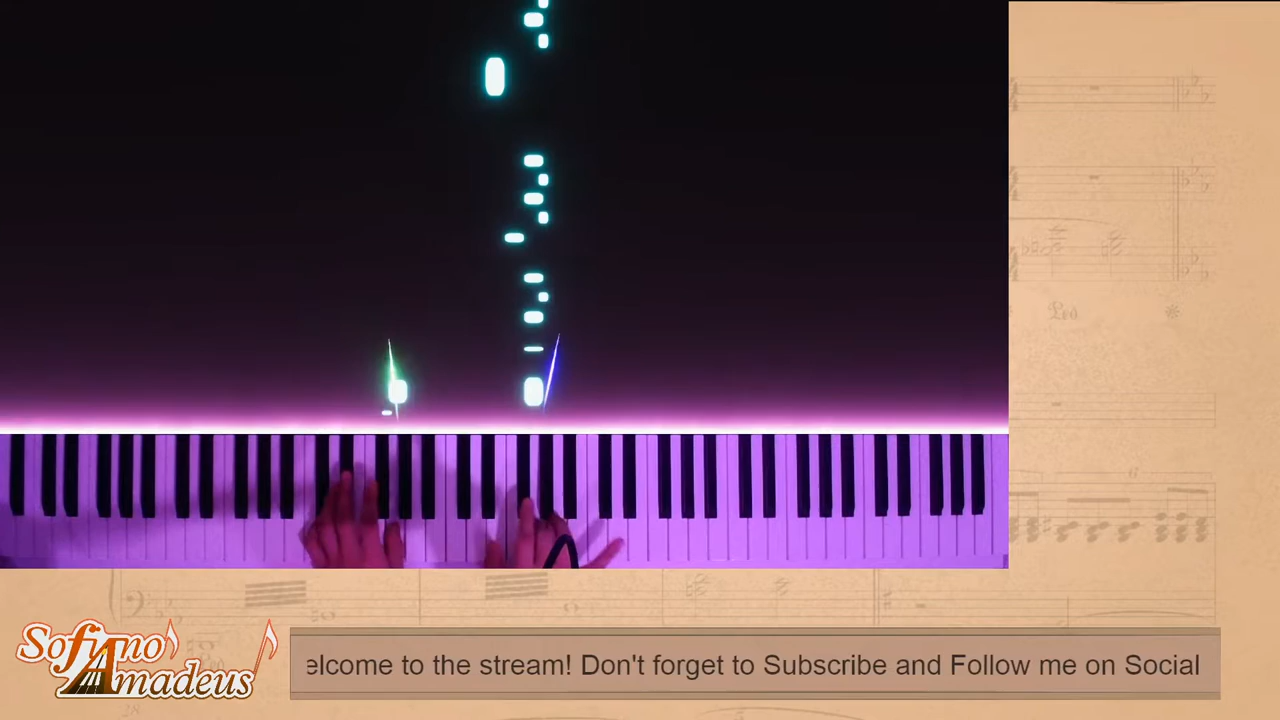 Sofiano
Amadeus
elcome to the stream! Don't forget to Subscribe and Follow me on Social